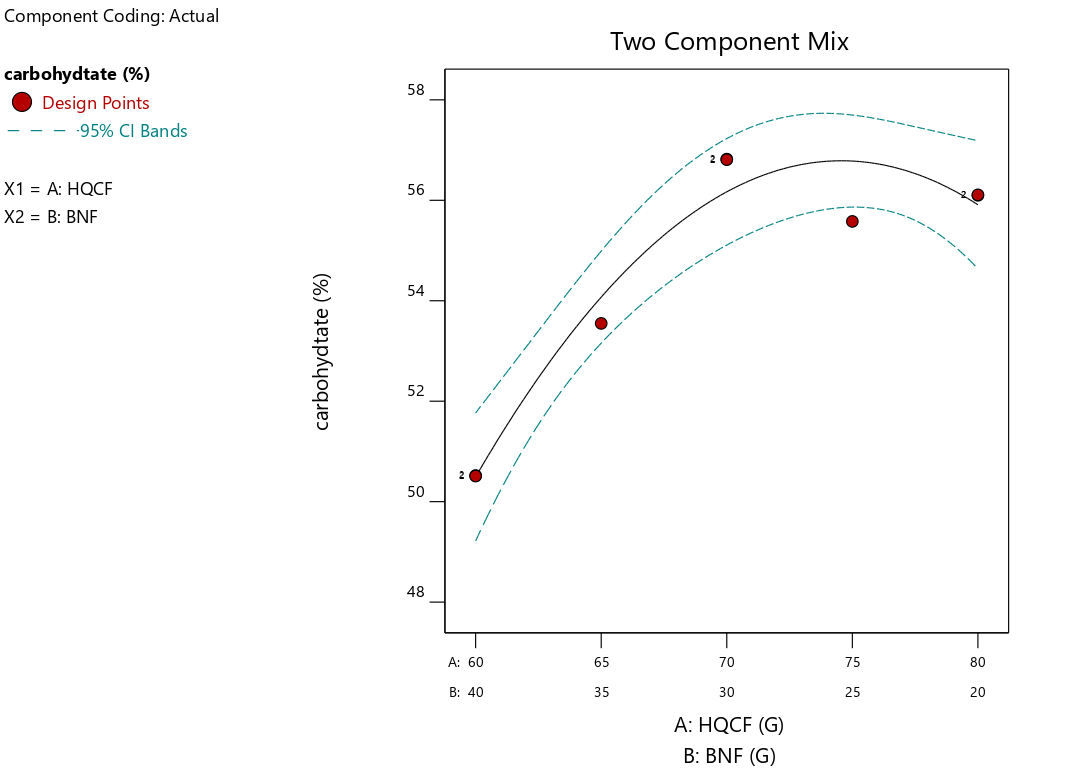 Component Coding: Actual
Two Component Mix
carbohydtate (%)
Design Points
95% CI Bands
X1 = A: HQCF
X2 = B: BNF
carbohydtate (%)
58
56
54
52
50
48
2
2
2
A: 60 65 70 75 80
B: 40 35 30 25 20
A: HQCF (G)
B: BNF (G)